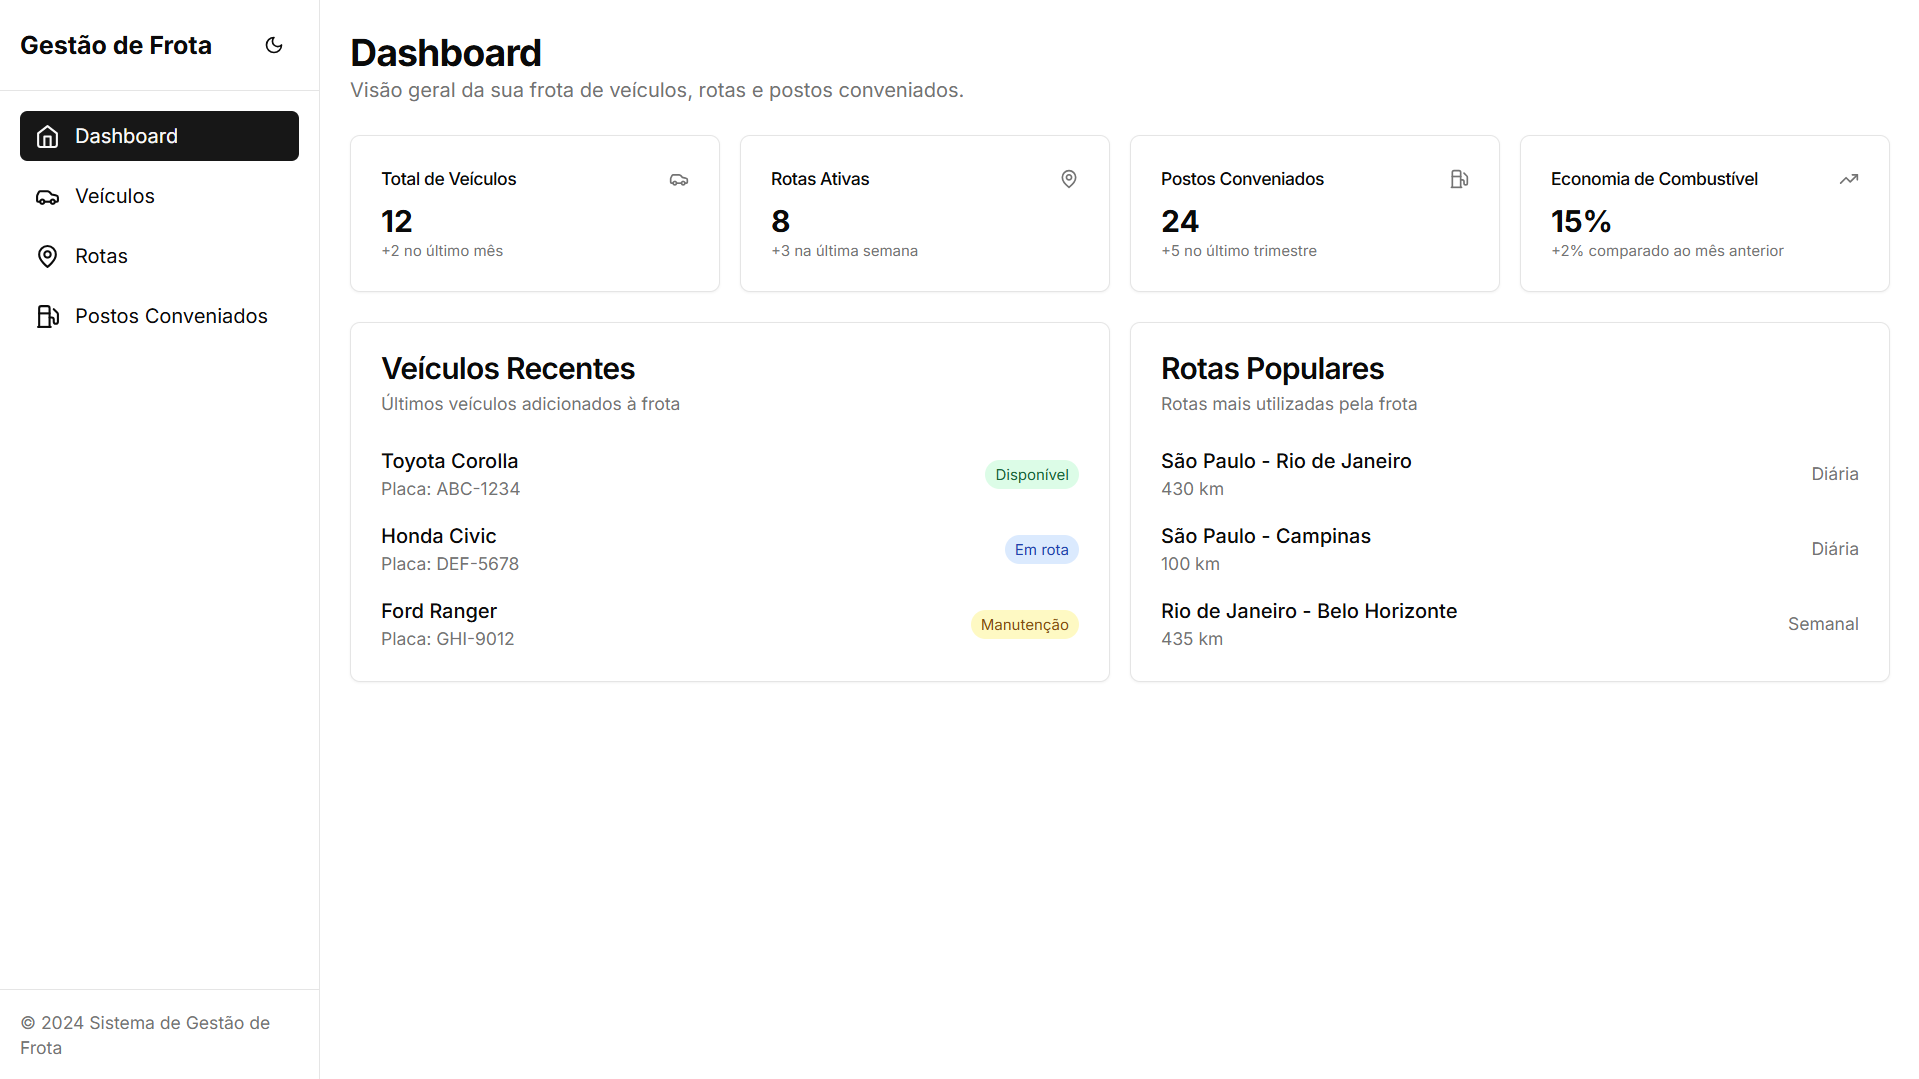 Gestão de Frota
Dashboard
Veículos
Rotas
Postos Conveniados
© 2024 Sistema de Gestão de
Frota
Dashboard
Visão geral da sua frota de veículos, rotas e postos conveniados.
Total de Veículos
12
+2 no último mês
Rotas Ativas
8
+3 na última semana
Postos Conveniados
24
+5 no último trimestre
Economia de Combustível
15%
+2% comparado ao mês anterior
Veículos Recentes
Últimos veículos adicionados à frota
Toyota Corolla
Placa: ABC-1234
Disponível
Honda Civic
Placa: DEF-5678
Em rota
Ford Ranger
Placa: GHI-9012
Manutenção
Rotas Populares
Rotas mais utilizadas pela frota
São Paulo - Rio de Janeiro
430 km
Diária
São Paulo - Campinas
100 km
Diária
Rio de Janeiro - Belo Horizonte
435 km
Semanal